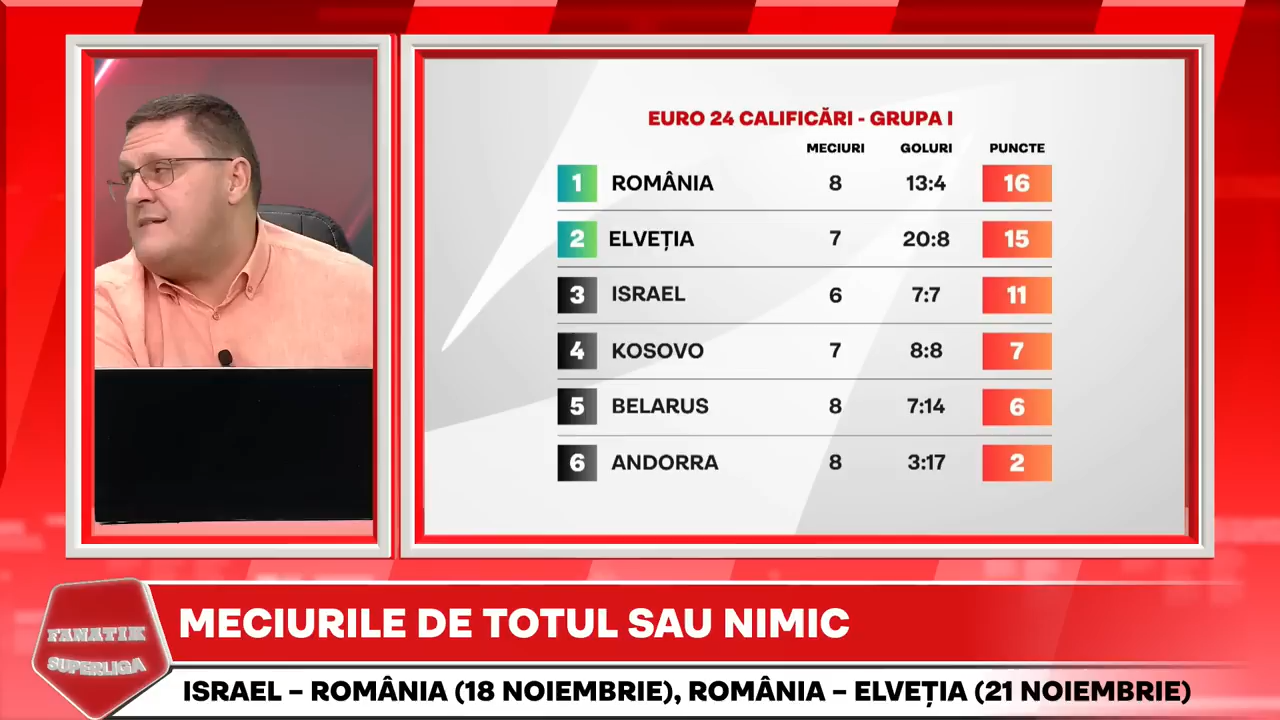 EURO 24 CALIFICĂRI - GRUPA I
MECIURI GOLURI PUNCTE
1 ROMÂNIA 8 13:4 16
2 ELVEȚIA 7 20:8 15
3 ISRAEL 6 7:7 11
4 KOSOVO 7 8:8 7
5 BELARUS 8 7:14 6
6 ANDORRA 8 3:17 2
MECIURILE DE TOTUL SAU NIMIC
FANATIK
SUPERLIGA
ISRAEL – ROMÂNIA (18 NOIEMBRIE), ROMÂNIA – ELVEȚIA (21 NOIEMBRIE)